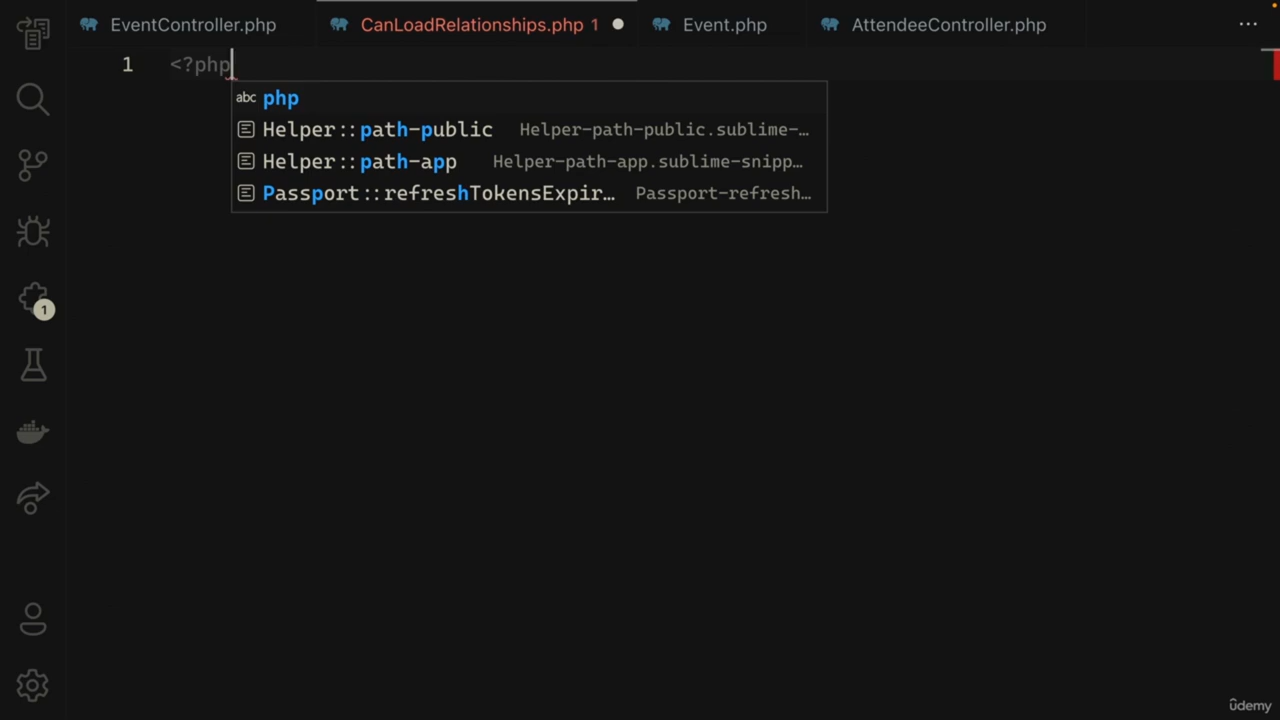 EventController.php
CanLoadRelationships.php 1
Event.php
AttendeeController.php
1 <?php
abc php
Helper::path-public Helper-path-public.sublime-…
Helper::path-app Helper-path-app.sublime-snipp…
Passport::refreshTokensExpir… Passport-refresh…
1
ûdemy